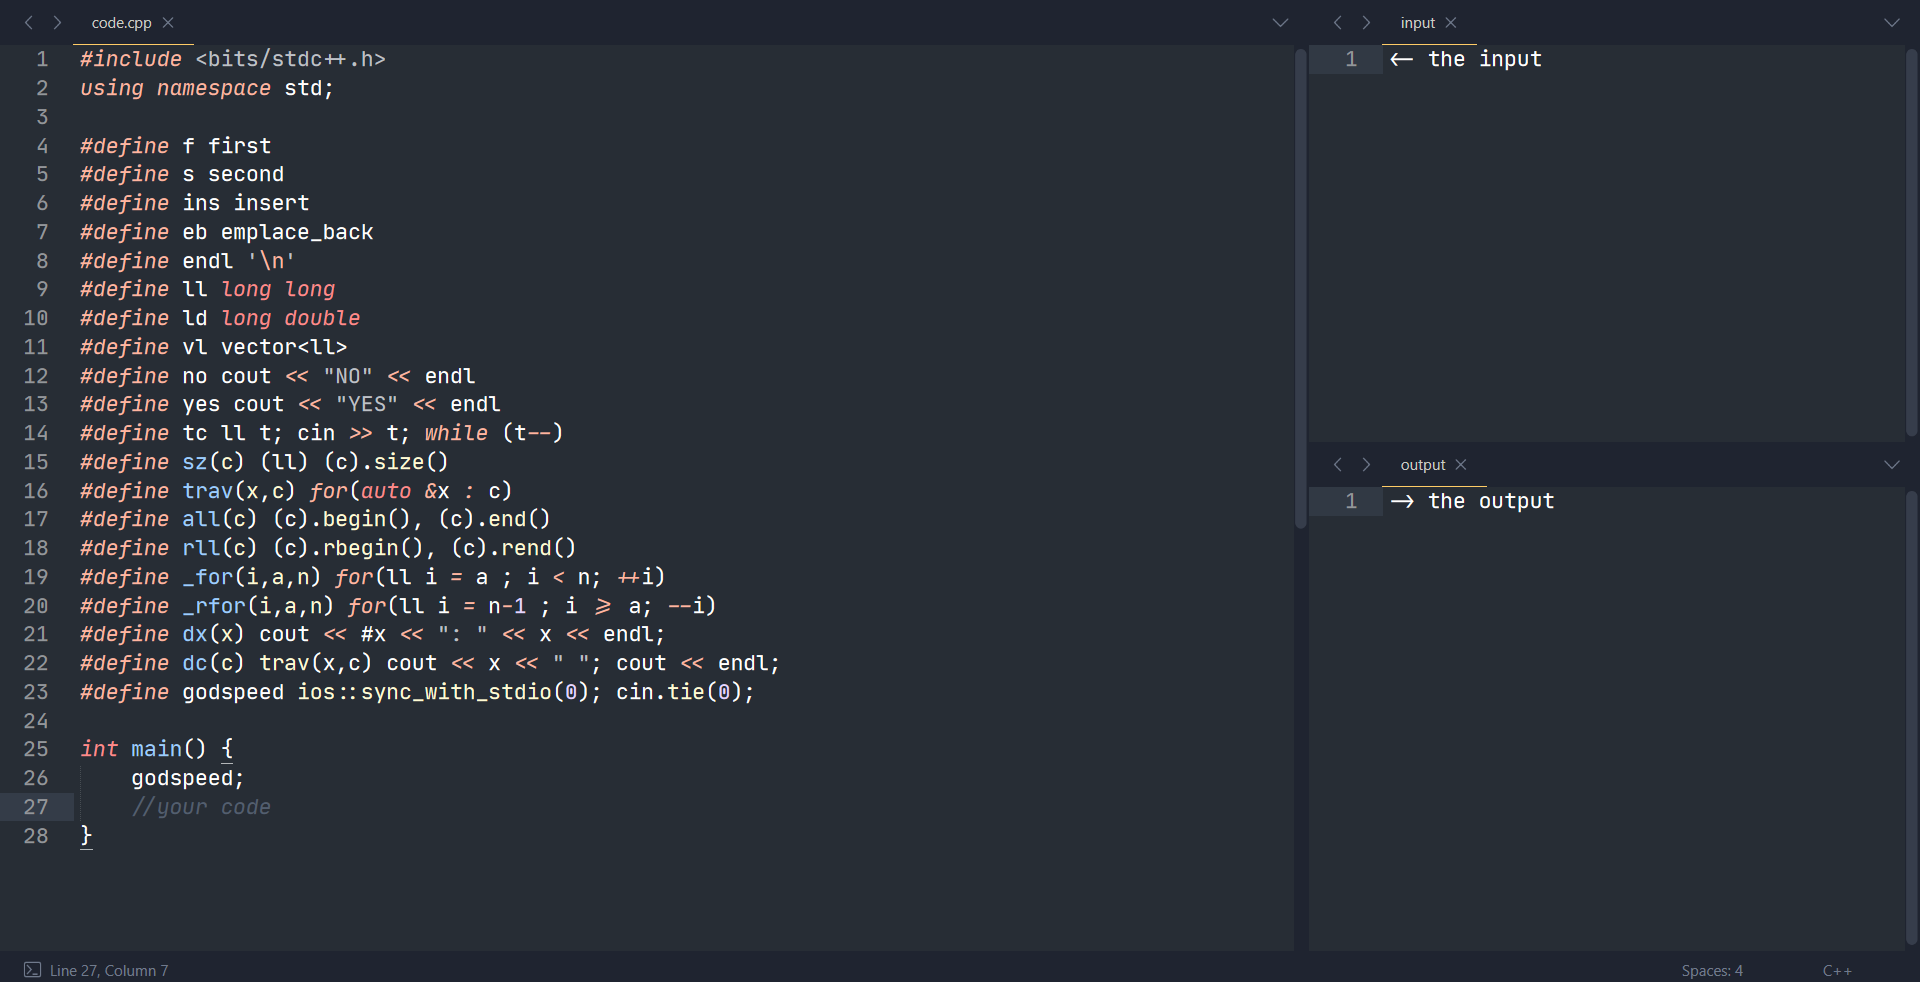 code.cpp
1 #include <bits/stdc++.h>
2 using namespace std;
3
4 #define f first
5 #define s second
6 #define ins insert
7 #define eb emplace_back
8 #define endl '\n'
9 #define ll long long
10 #define ld long double
11 #define vl vector<ll>
12 #define no cout << "NO" << endl
13 #define yes cout << "YES" << endl
14 #define tc ll t; cin >> t; while (t--)
15 #define sz(c) (ll) (c).size()
16 #define trav(x,c) for(auto &x : c)
17 #define all(c) (c).begin(), (c).end()
18 #define rll(c) (c).rbegin(), (c).rend()
19 #define _for(i,a,n) for(ll i = a ; i < n; ++i)
20 #define _rfor(i,a,n) for(ll i = n-1 ; i >= a; --i)
21 #define dx(x) cout << #x << ": " << x << endl;
22 #define dc(c) trav(x,c) cout << x << " "; cout << endl;
23 #define godspeed ios::sync_with_stdio(0); cin.tie(0);
24
25 int main() {
26     godspeed;
27     //your code
28 }
input
1 <- the input
output
1 -> the output
Line 27, Column 7
Spaces: 4
C++